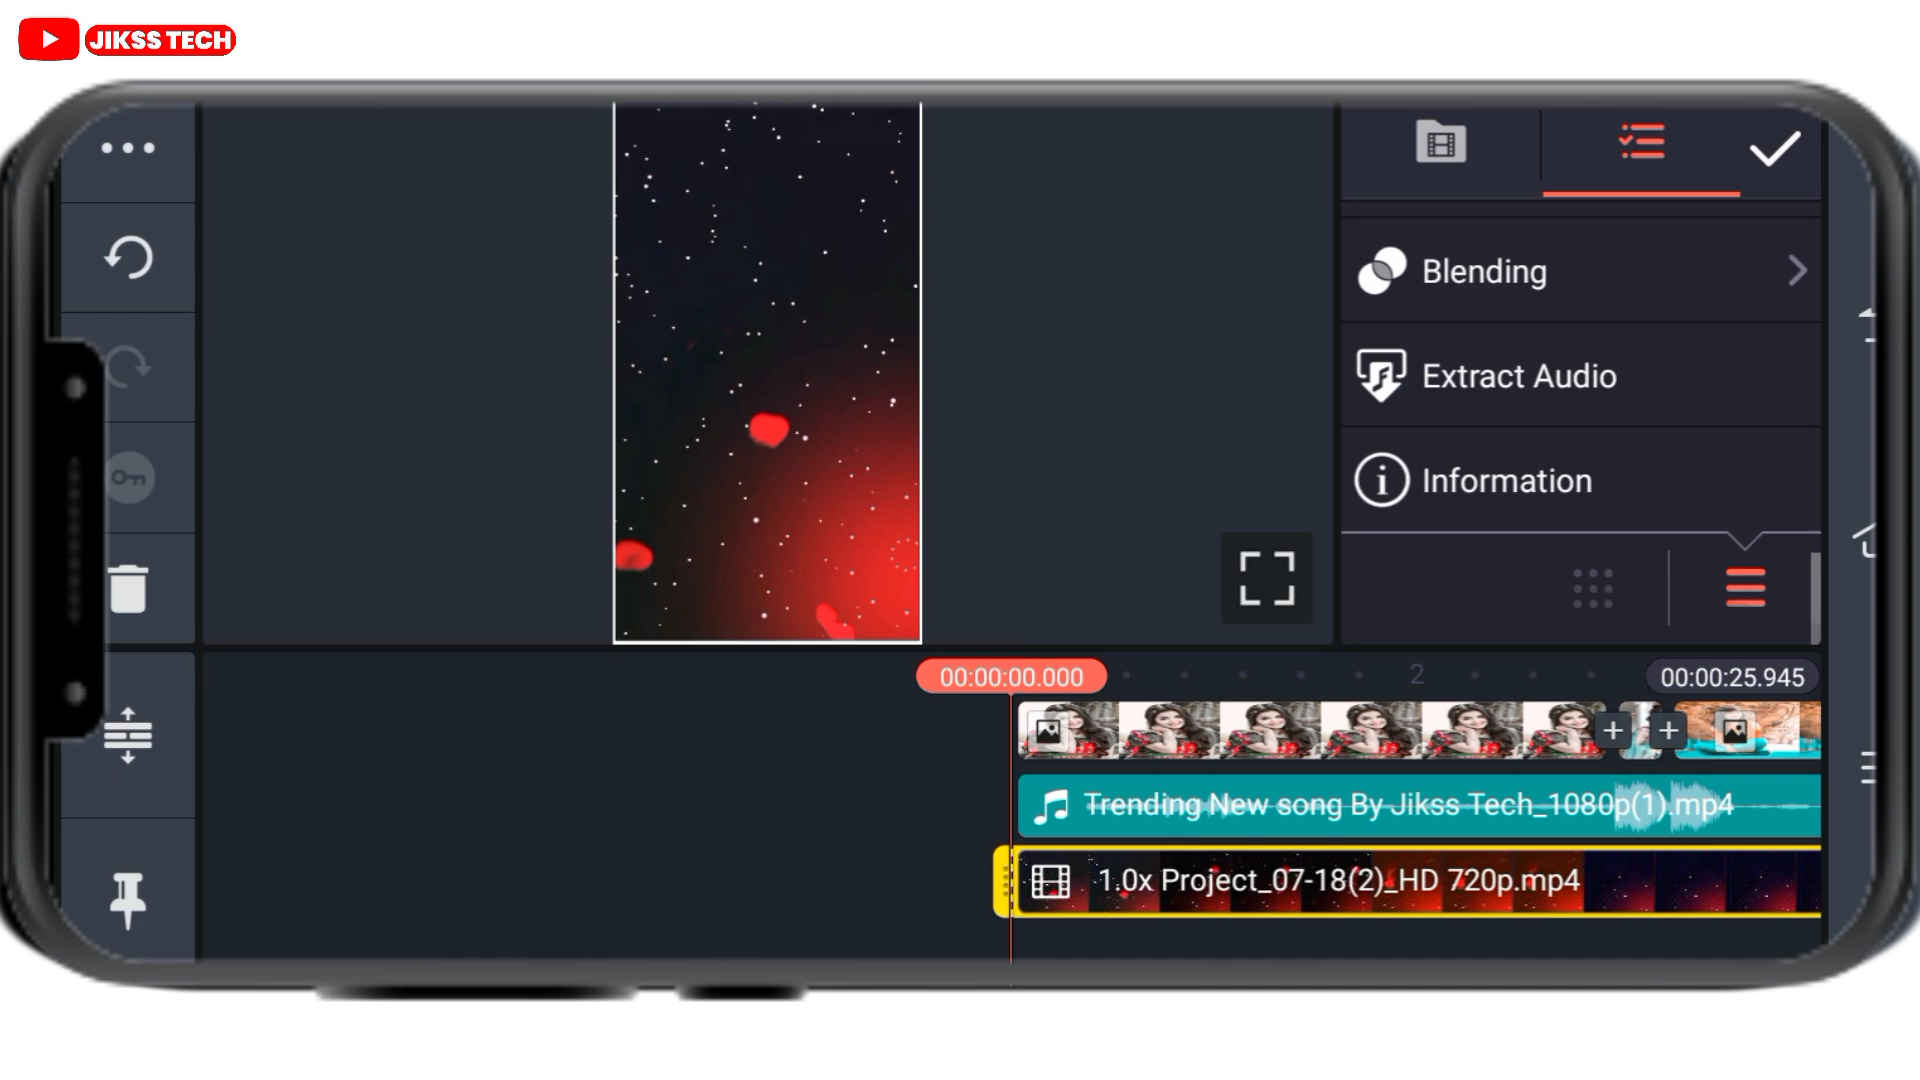 JIKSS TECH
Blending
Extract Audio
Information
00:00:00.000
2
00:00:25.945
Trending New song By Jikss Tech_1080p(1).mp4
1.0x Project_07-18(2)_HD 720p.mp4